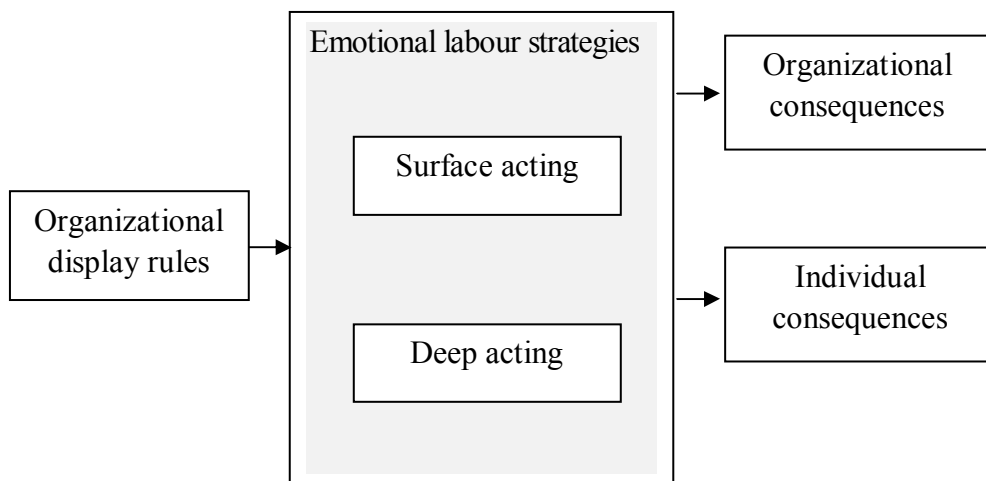 Emotional labour strategies
Organizational
consequences
Surface acting
Organizational
display rules
Individual
consequences
Deep acting